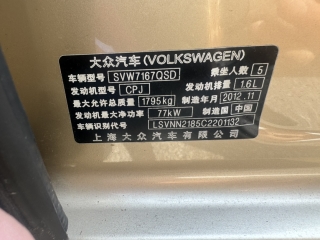 大众汽车(VOLKSWAGEN)
车辆型号 SVW7167QSD 乘坐人数 5
发动机型号 CPJ 发动机排量 1.6L
最大允许总质量 1795kg 制造年月 2012.11
发动机最大净功率 77kW 制造国 中国
车辆识别代号 LSVNN2185C2201132
上海大众汽车有限公司